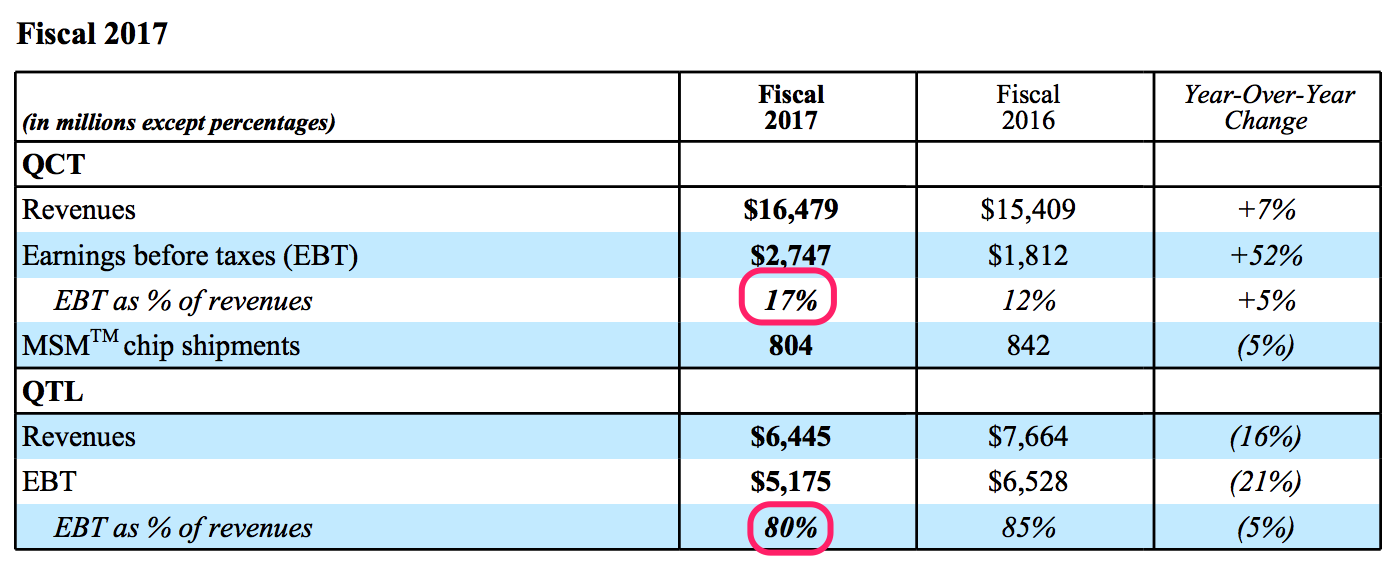 Fiscal 2017
(in millions except percentages) Fiscal 2017 Fiscal 2016 Year-Over-Year Change
QCT
Revenues $16,479 $15,409 +7%
Earnings before taxes (EBT) $2,747 $1,812 +52%
EBT as % of revenues 17% 12% +5%
MSM™ chip shipments 804 842 (5%)
QTL
Revenues $6,445 $7,664 (16%)
EBT $5,175 $6,528 (21%)
EBT as % of revenues 80% 85% (5%)